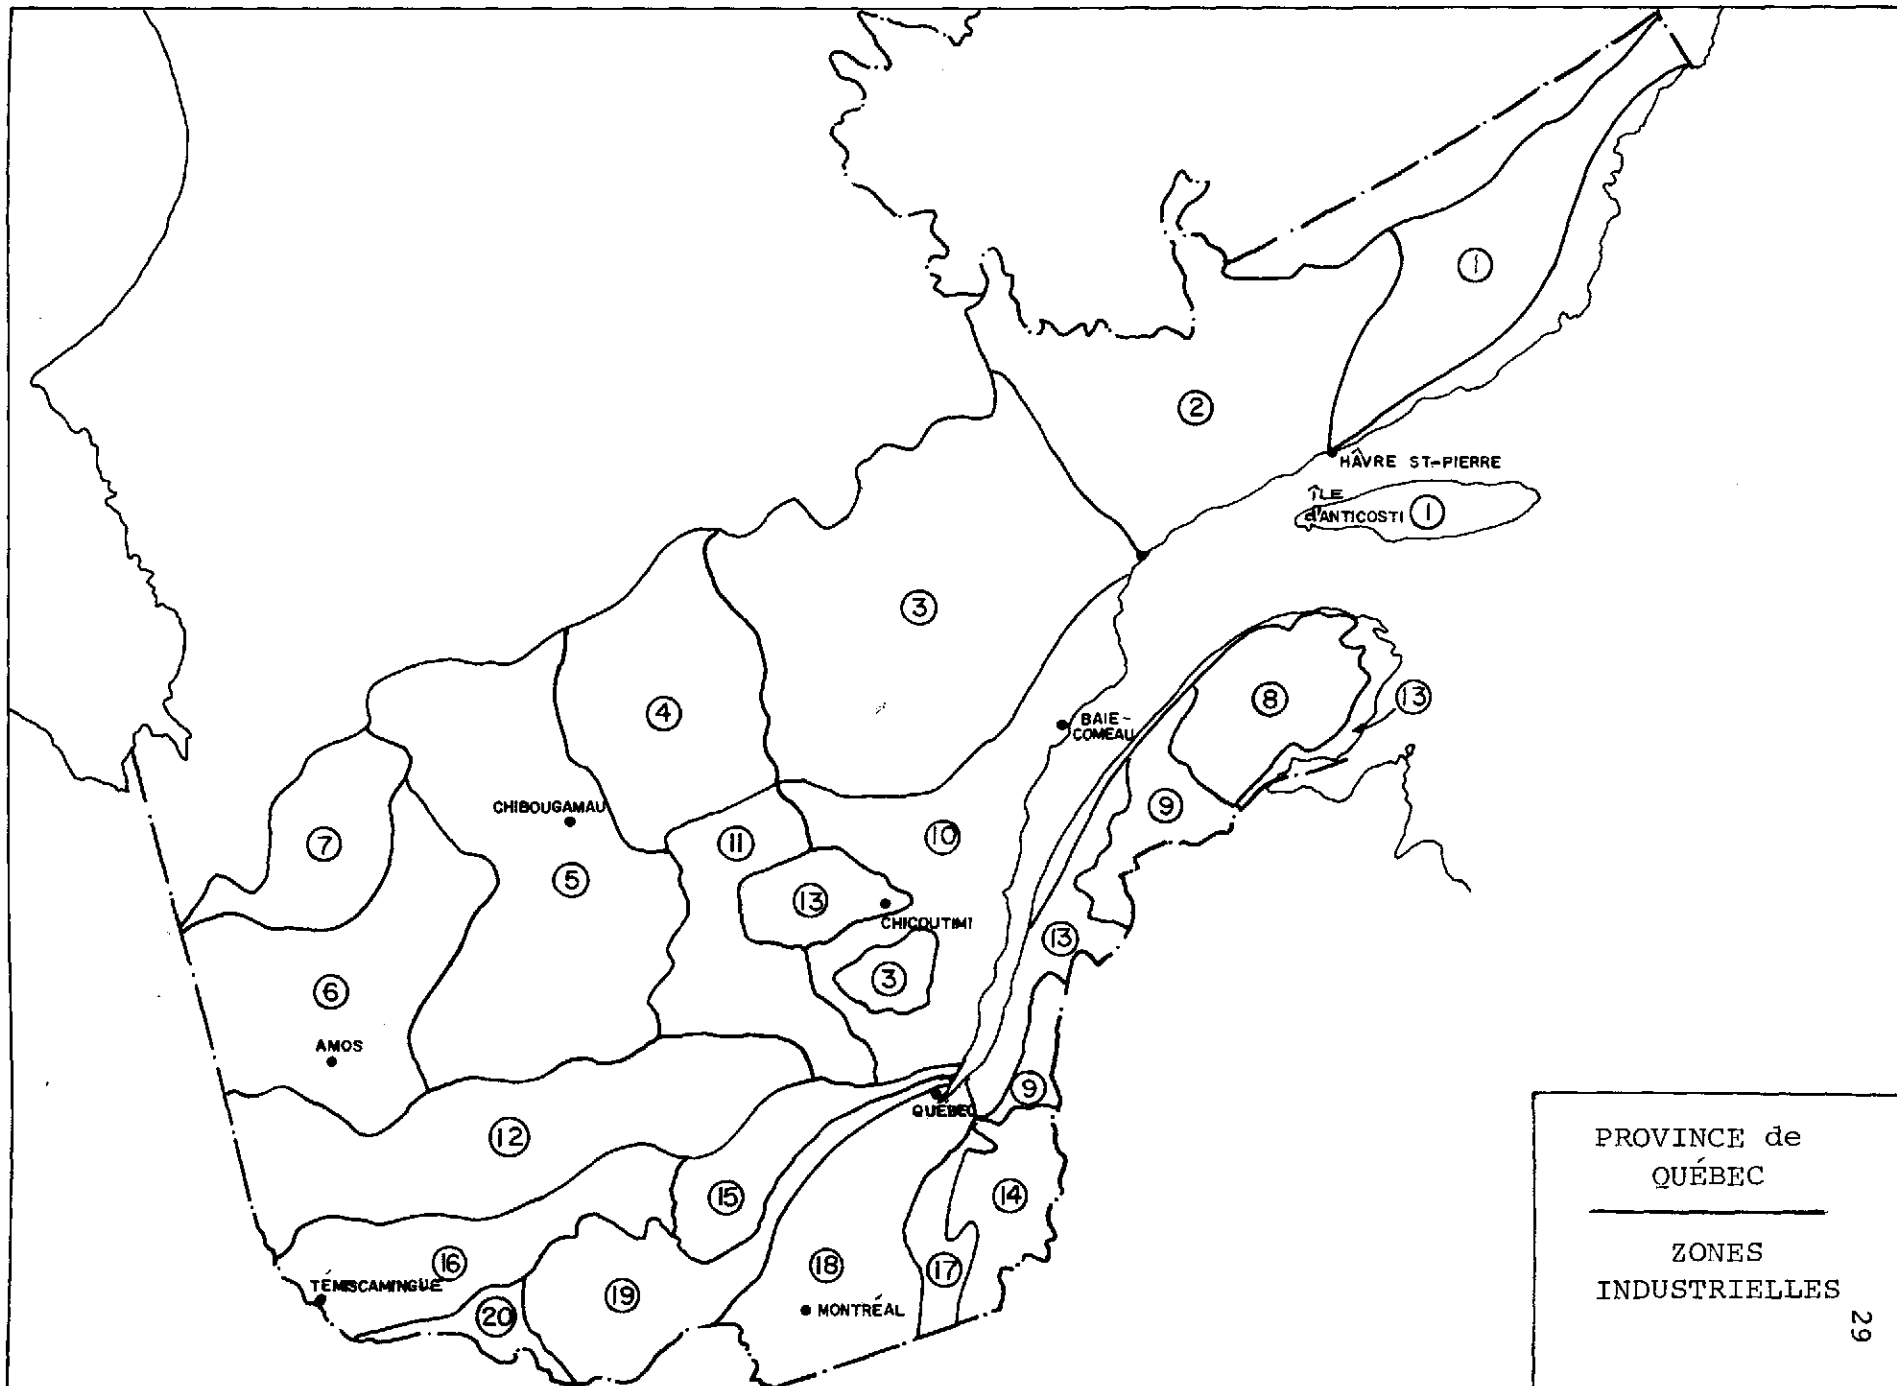 1
2
HÂVRE ST-PIERRE
ÎLE
d'ANTICOSTI 1
3
8
13
4
BAIE-
COMEAU
9
CHIBOUGAMAU
7
11
10
5
13
CHICOUTIMI
13
3
6
AMOS
9
QUÉBEC
12
15
14
16
TÉMISCAMINGUE
18
17
19
20
MONTRÉAL
PROVINCE de
QUÉBEC
ZONES
INDUSTRIELLES
29